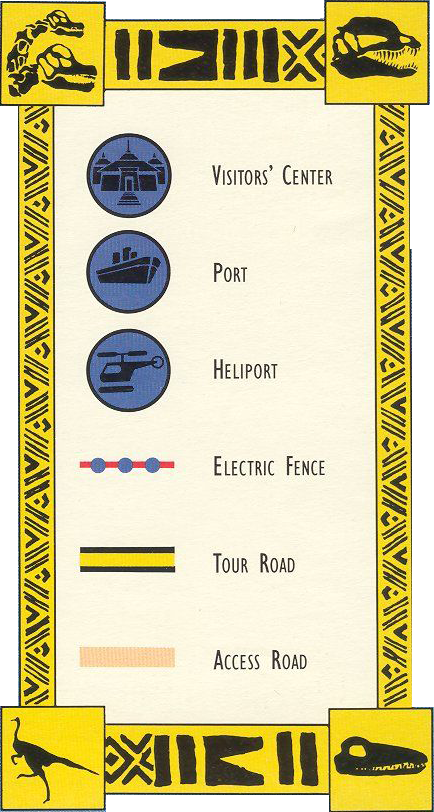 Visitors' Center
Port
Heliport
Electric Fence
Tour Road
Access Road